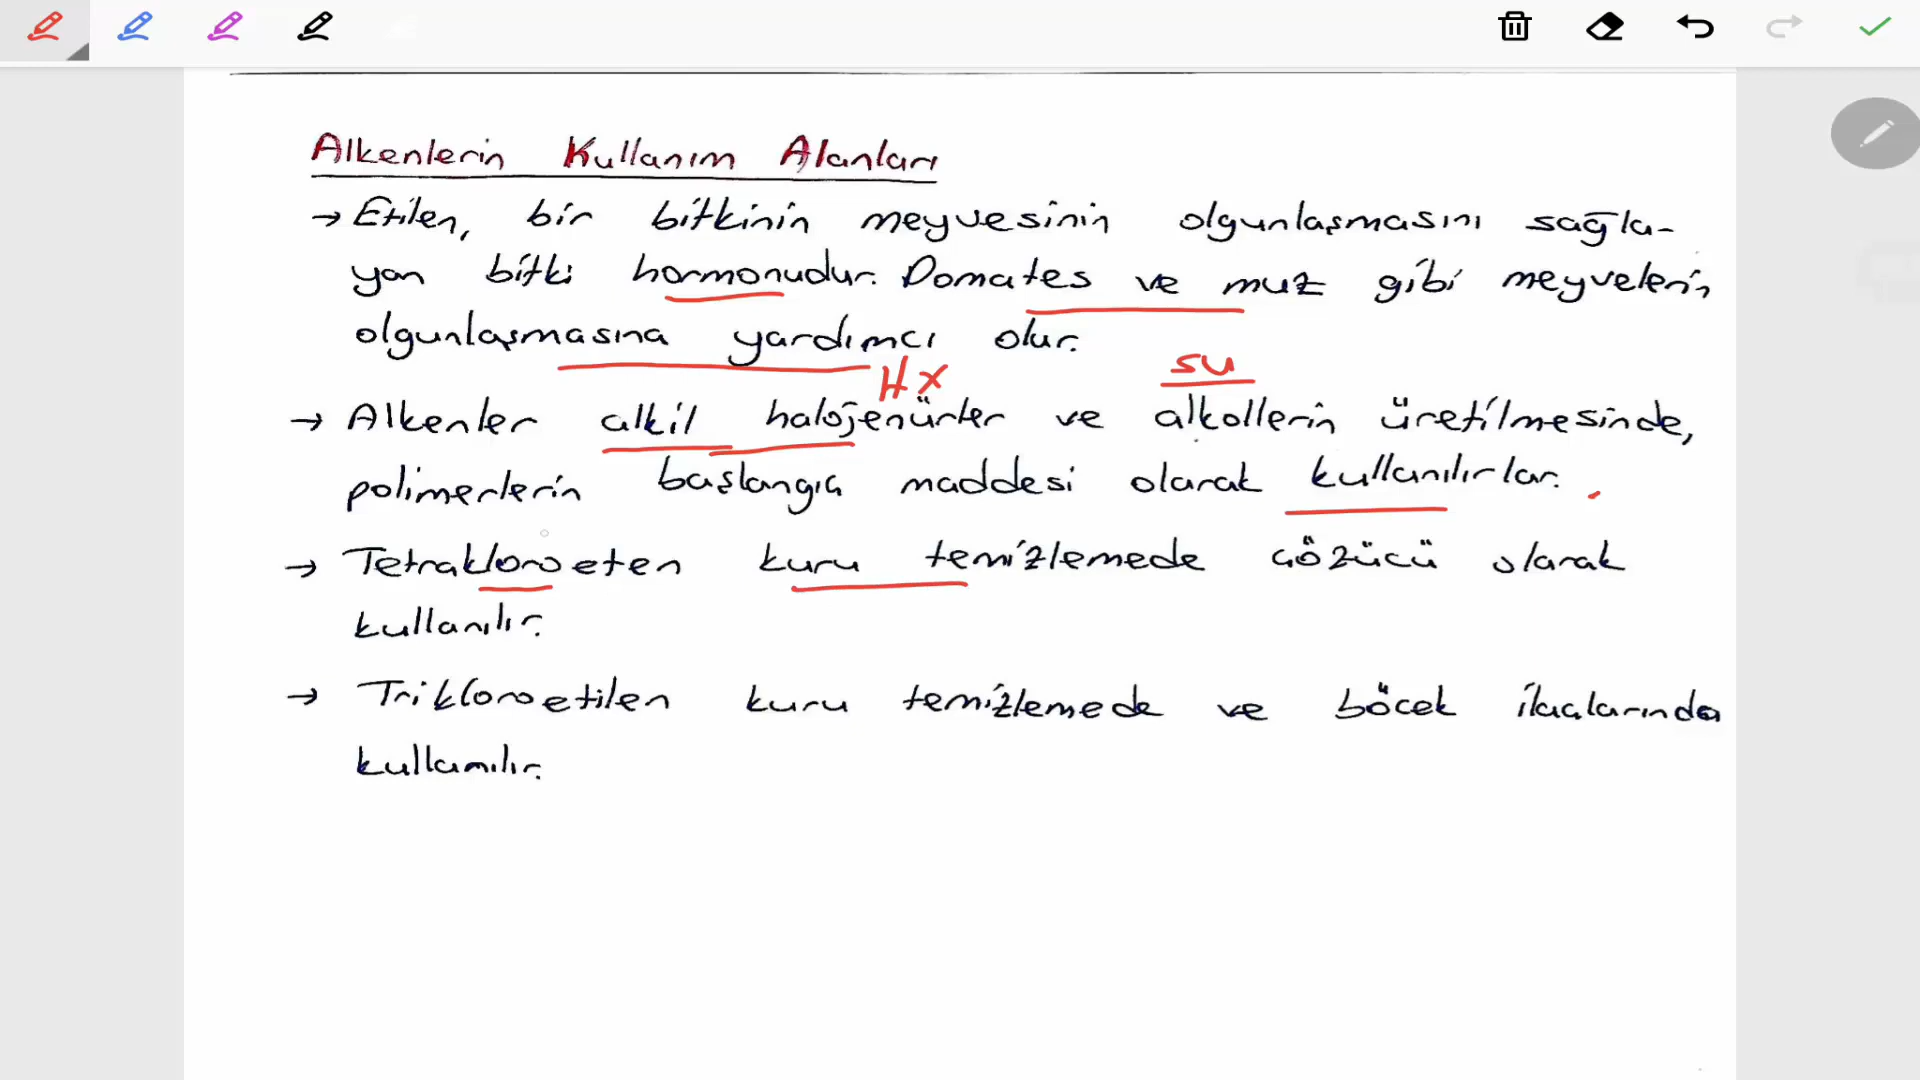 Alkenlerin Kullanım Alanları
→ Etilen, bir bitkinin meyvesinin olgunlaşmasını sağla-
yan bitki hormonudur. Domates ve muz gibi meyvelerin
olgunlaşmasına yardımcı olur.
HX su
→ Alkenler alkil halojenürler ve alkollerin üretilmesinde,
polimerlerin başlangıç maddesi olarak kullanılırlar.
→ Tetrakloroeten kuru temizlemede çözücü olarak
kullanılır.
→ Trikloroetilen kuru temizlemede ve böcek ilaçlarında
kullanılır.